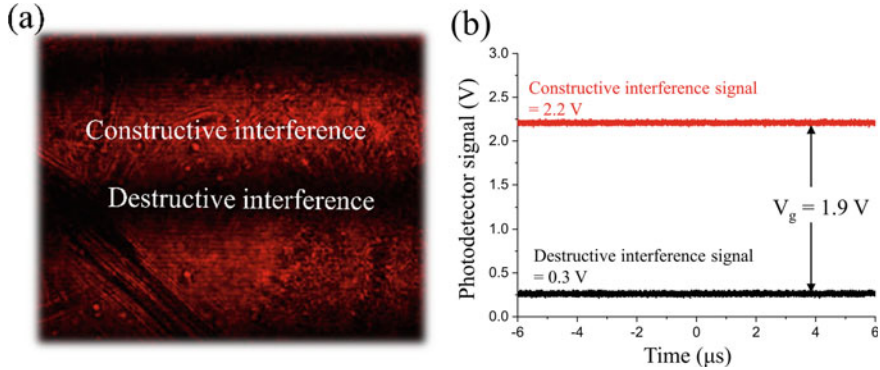 (a)
Constructive interference
Destructive interference
(b)
Photodetector signal (V)
3.0
2.5
2.0
1.5
1.0
0.5
0.0
Constructive interference signal
= 2.2 V
V_g = 1.9 V
Destructive interference signal
= 0.3 V
-6 -4 -2 0 2 4 6
Time (μs)